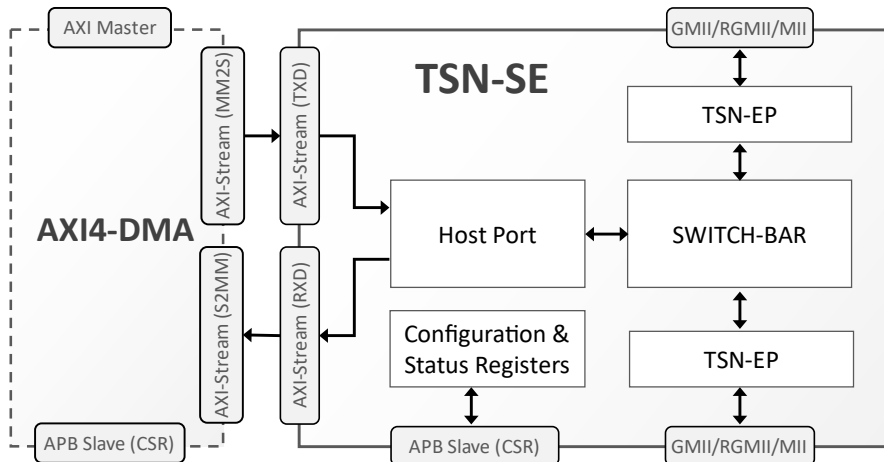 AXI Master
GMII/RGMII/MII
AXI-Stream (MM2S)
AXI-Stream (TXD)
TSN-SE
TSN-EP
AXI4-DMA
Host Port
SWITCH-BAR
AXI-Stream (S2MM)
AXI-Stream (RXD)
Configuration &
Status Registers
TSN-EP
APB Slave (CSR)
APB Slave (CSR)
GMII/RGMII/MII